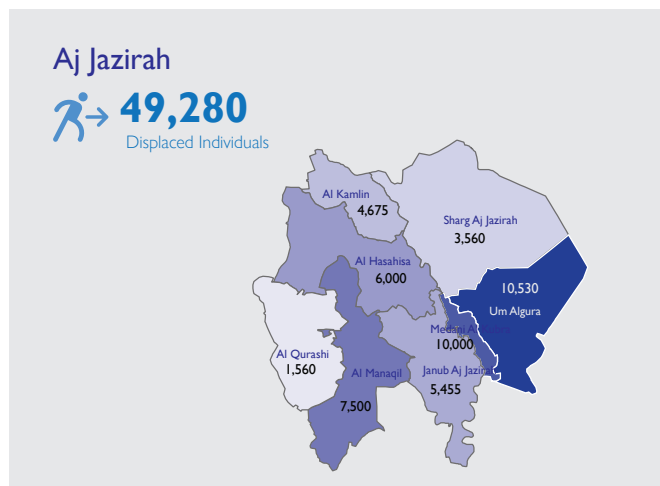 Aj Jazirah
49,280
Displaced Individuals
Al Kamlin
4,675
Sharg Aj Jazirah
3,560
Al Hasahisa
6,000
10,530
Um Algura
Medani
10,000
Al Qurashi
1,560
Al Manaqil
7,500
Janub Aj Jazirah
5,455